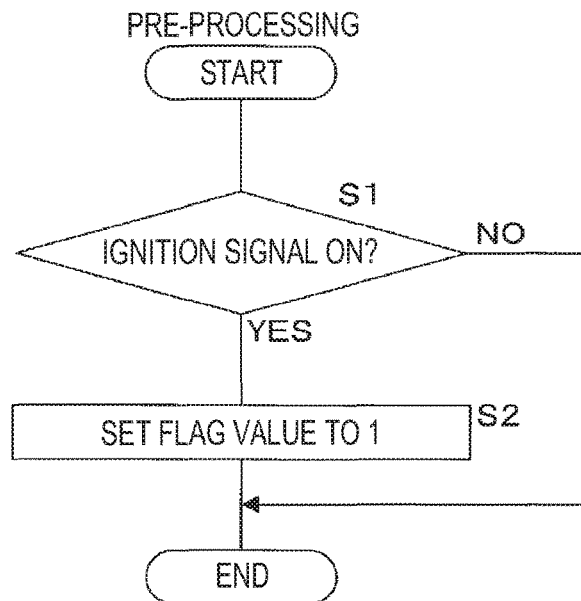 PRE-PROCESSING
START
S1
IGNITION SIGNAL ON?
NO
YES
SET FLAG VALUE TO 1
S2
END